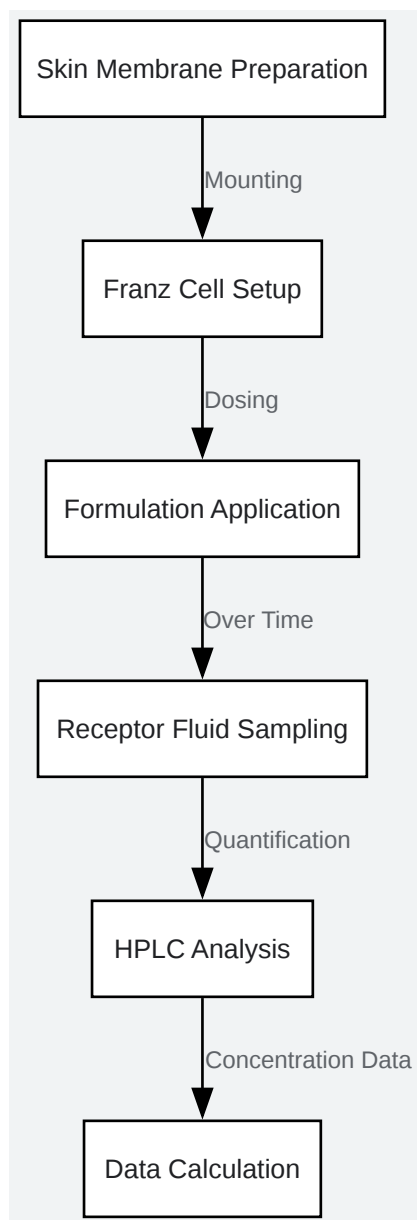 Skin Membrane Preparation
Mounting
Franz Cell Setup
Dosing
Formulation Application
Over Time
Receptor Fluid Sampling
Quantification
HPLC Analysis
Concentration Data
Data Calculation